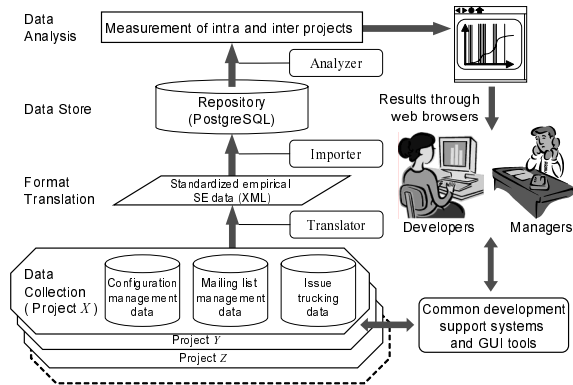 Data
Analysis
Measurement of intra and inter projects
Analyzer
Data Store
Repository
(PostgreSQL)
Results through
web browsers
Importer
Format
Translation
Standardized empirical
SE data (XML)
Translator
Developers
Managers
Data
Collection
( Project X )
Configuration
management
data
Mailing list
management
data
Issue
trucking
data
Project Y
Project Z
Common development
support systems
and GUI tools